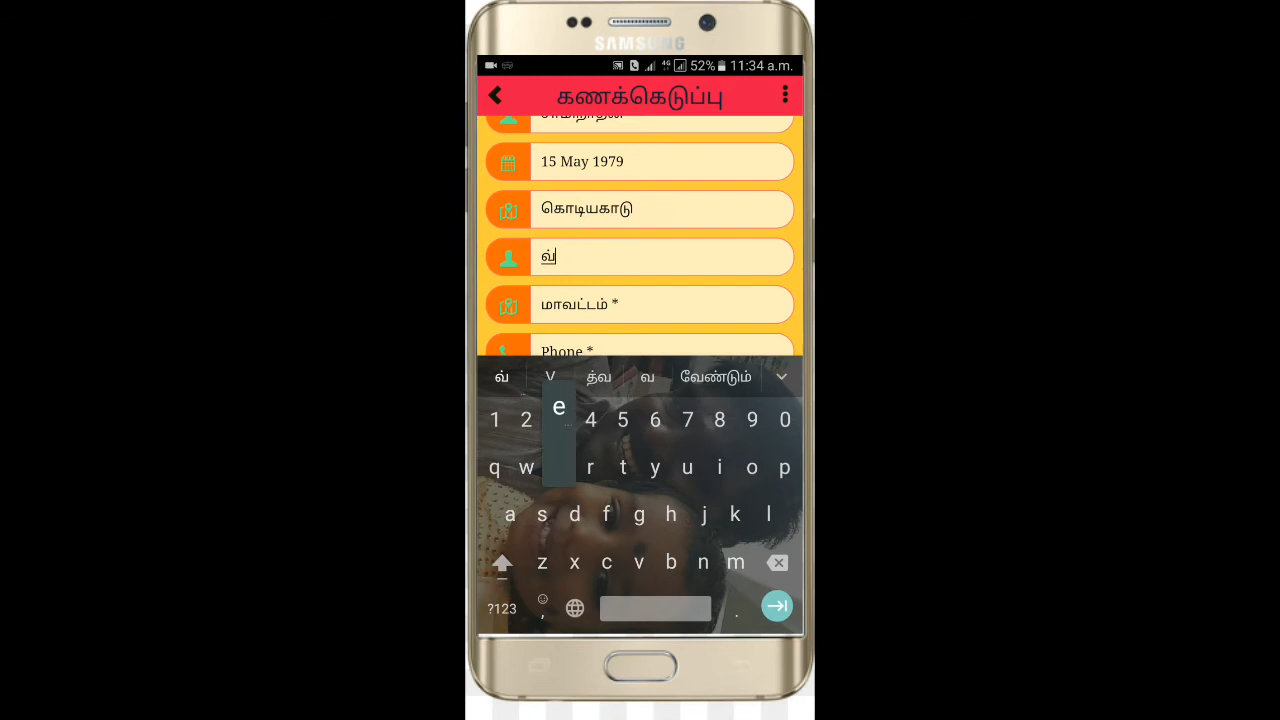 SAMSUNG
4G 52% 11:34 a.m.
கணக்கெடுப்பு
15 May 1979
கொடியகாடு
வ்
மாவட்டம் *
Phone *
வ் V த்வ வ வேண்டும்
e
1 2 4 5 6 7 8 9 0
q w r t y u i o p
a s d f g h j k l
z x c v b n m
?123 , .